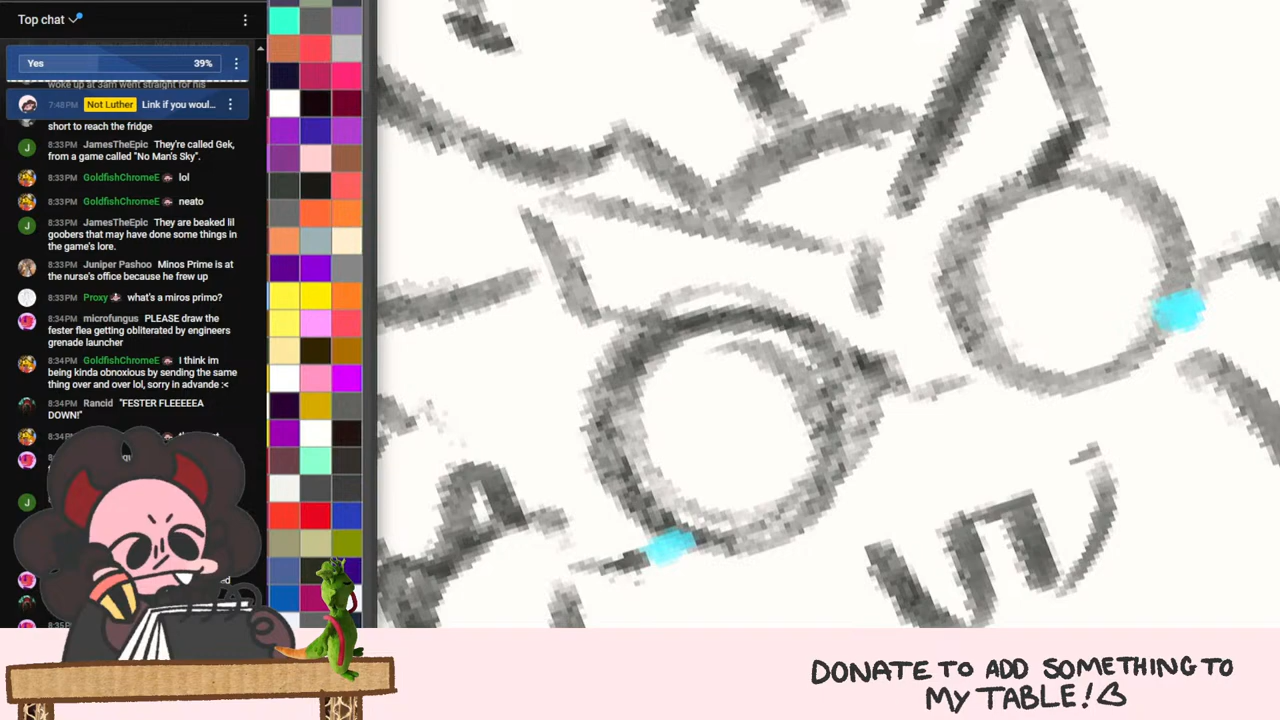 Top chat
Yes 39%
woke up at 3am went straight for his
7:48 PM Not Luther Link if you woul...
short to reach the fridge
8:33 PM JamesTheEpic They're called Gek,
from a game called "No Man's Sky".
8:33 PM GoldfishChromeE lol
8:33 PM GoldfishChromeE neato
8:33 PM JamesTheEpic They are beaked lil
goobers that may have done some things
in the game's lore.
8:33 PM Juniper Pashoo Minos Prime is at
the nurse's office because he frew up
8:33 PM Proxy what's a miros primo?
8:34 PM microfungus PLEASE draw the
fester flea getting obliterated by engineers
grenade launcher
8:34 PM GoldfishChromeE I think im
being kinda obnoxious by sending the same
thing over and over lol, sorry in advande :<
8:34 PM Rancid "FESTER FLEEEEEA
DOWN!"
8:34
8:35
DONATE TO ADD SOMETHING TO
MY TABLE!